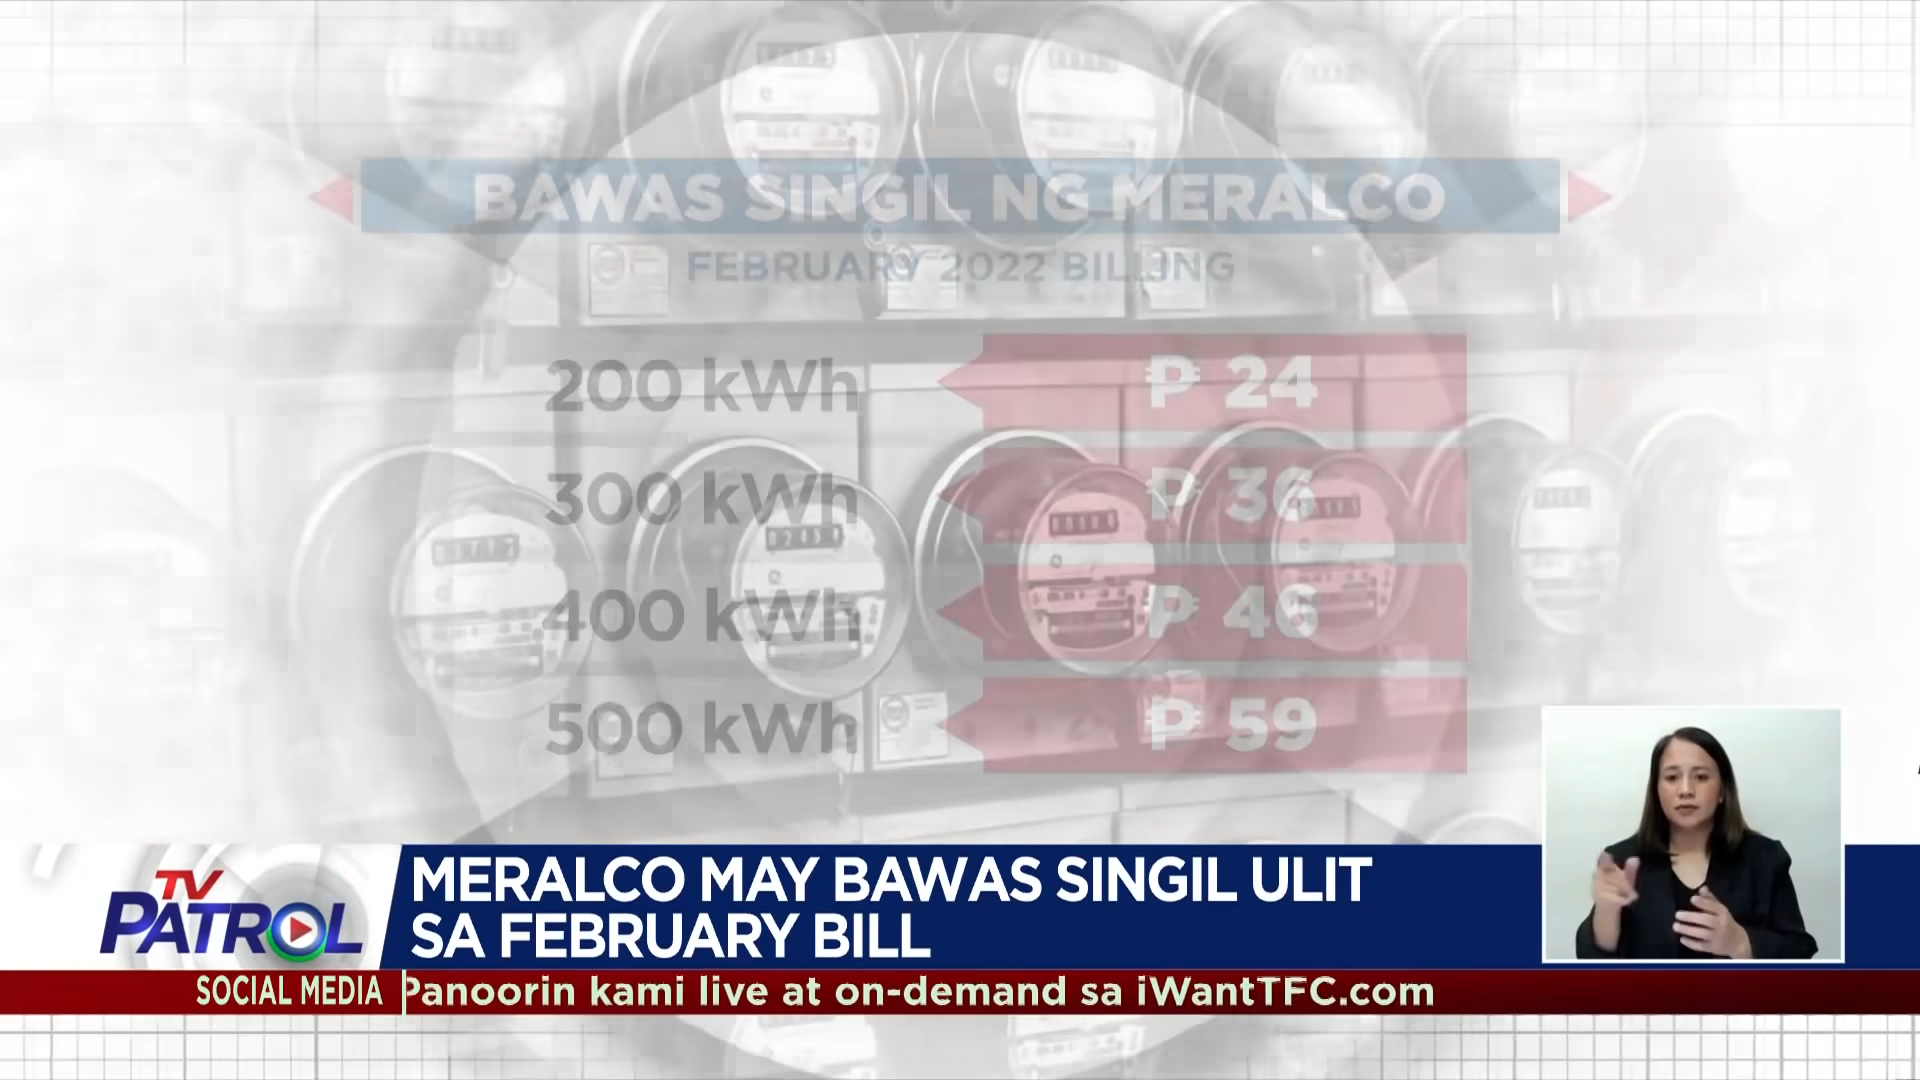 BAWAS SINGIL NG MERALCO
FEBRUARY 2022 BILLING
200 kWh ₱ 24
300 kWh ₱ 36
400 kWh ₱ 46
500 kWh ₱ 59
TV PATROL
MERALCO MAY BAWAS SINGIL ULIT
SA FEBRUARY BILL
SOCIAL MEDIA Panoorin kami live at on-demand sa iWantTFC.com